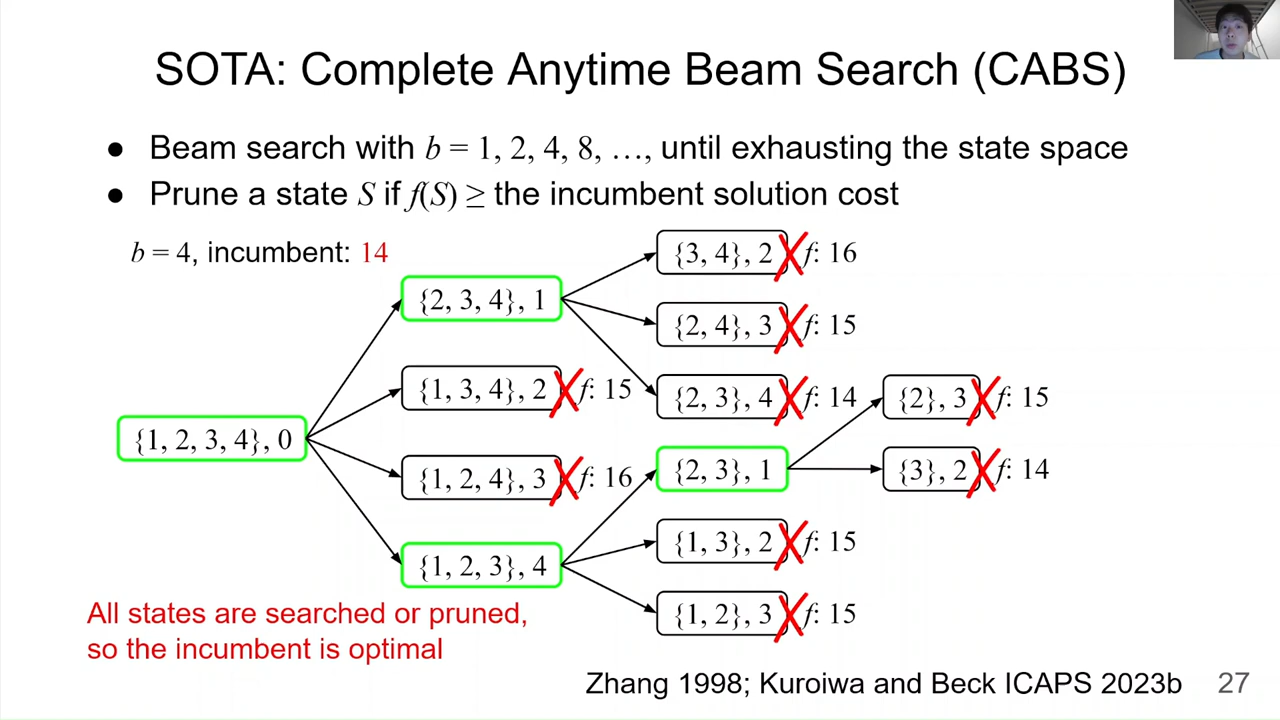 SOTA: Complete Anytime Beam Search (CABS)
● Beam search with b = 1, 2, 4, 8, …, until exhausting the state space
● Prune a state S if f(S) ≥ the incumbent solution cost
b = 4, incumbent: 14
{3, 4}, 2 f: 16
{2, 3, 4}, 1
{2, 4}, 3 f: 15
{1, 3, 4}, 2 f: 15
{2, 3}, 4 f: 14
{2}, 3 f: 15
{1, 2, 3, 4}, 0
{1, 2, 4}, 3 f: 16
{2, 3}, 1
{3}, 2 f: 14
{1, 3}, 2 f: 15
{1, 2, 3}, 4
{1, 2}, 3 f: 15
All states are searched or pruned,
so the incumbent is optimal
Zhang 1998; Kuroiwa and Beck ICAPS 2023b
27